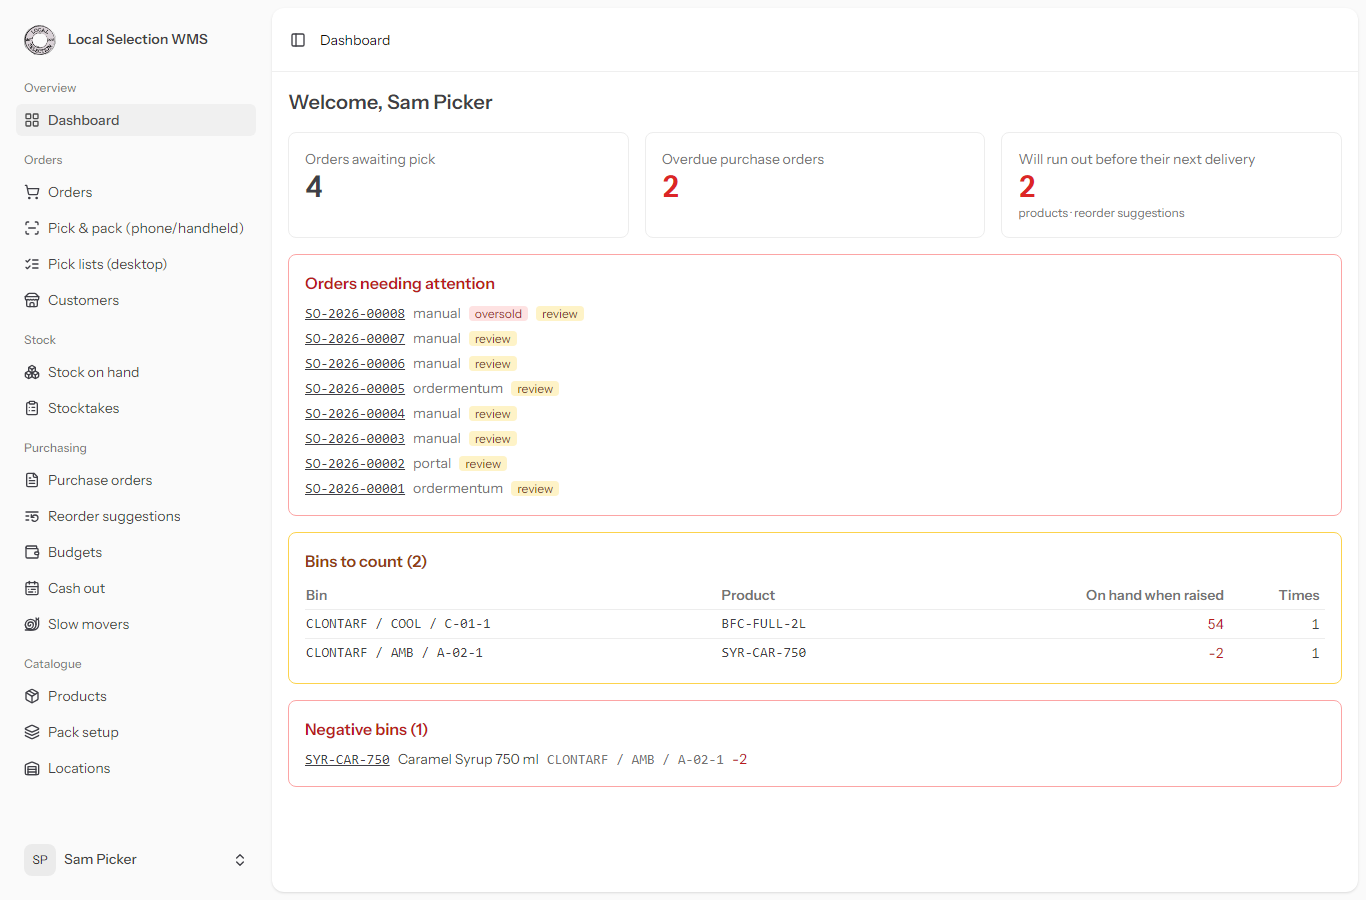 Local Selection WMS
Overview
Dashboard
Orders
Orders
Pick & pack (phone/handheld)
Pick lists (desktop)
Customers
Stock
Stock on hand
Stocktakes
Purchasing
Purchase orders
Reorder suggestions
Budgets
Cash out
Slow movers
Catalogue
Products
Pack setup
Locations
SP Sam Picker
Dashboard
Welcome, Sam Picker
Orders awaiting pick
4
Overdue purchase orders
2
Will run out before their next delivery
2
products · reorder suggestions
Orders needing attention
SO-2026-00008 manual oversold review
SO-2026-00007 manual review
SO-2026-00006 manual review
SO-2026-00005 ordermentum review
SO-2026-00004 manual review
SO-2026-00003 manual review
SO-2026-00002 portal review
SO-2026-00001 ordermentum review
Bins to count (2)
Bin Product On hand when raised Times
CLONTARF / COOL / C-01-1 BFC-FULL-2L 54 1
CLONTARF / AMB / A-02-1 SYR-CAR-750 -2 1
Negative bins (1)
SYR-CAR-750 Caramel Syrup 750 ml CLONTARF / AMB / A-02-1 -2